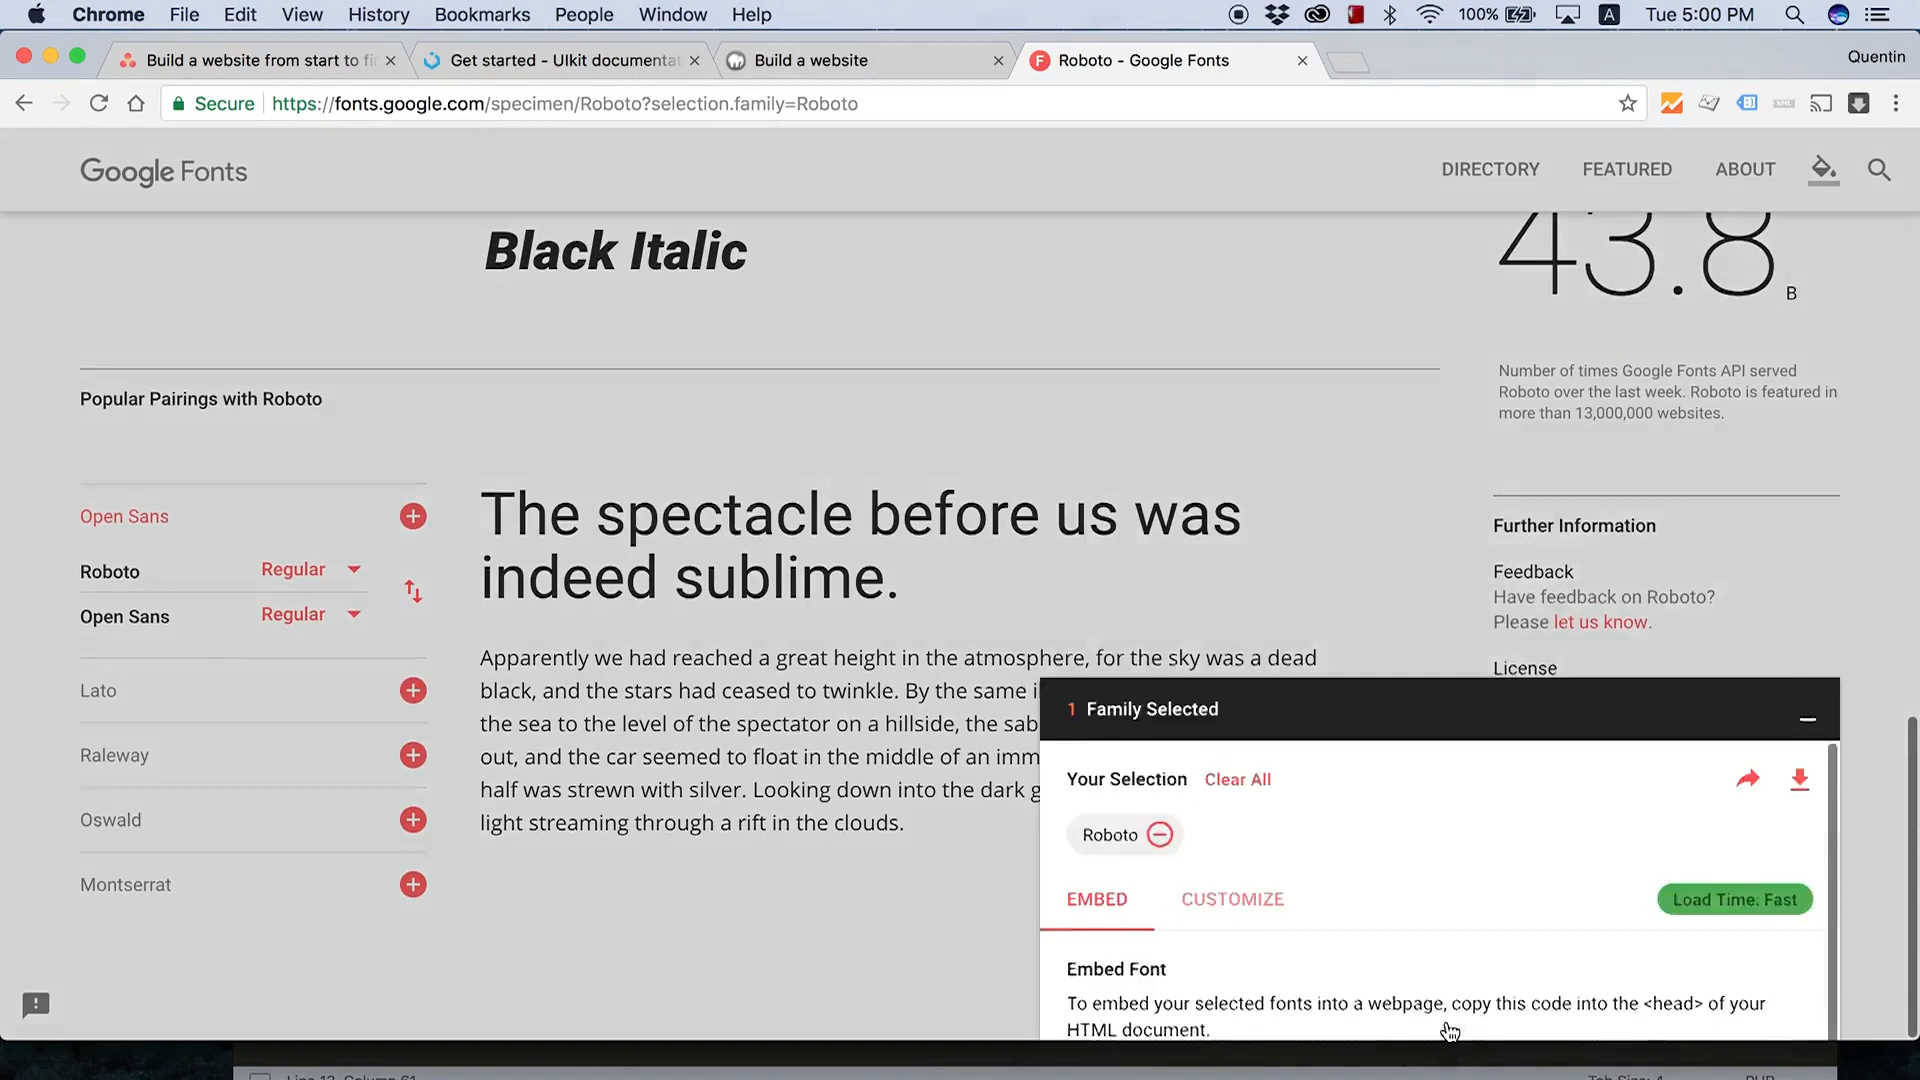 Chrome File Edit View History Bookmarks People Window Help 100% A Tue 5:00 PM
Build a website from start to fi
Get started - UIkit documentat
Build a website
Roboto - Google Fonts
Quentin
Secure https://fonts.google.com/specimen/Roboto?selection.family=Roboto
Google Fonts
DIRECTORY FEATURED ABOUT
Black Italic
43.8 B
Number of times Google Fonts API served
Roboto over the last week. Roboto is featured in
more than 13,000,000 websites.
Popular Pairings with Roboto
Open Sans
Roboto Regular
Open Sans Regular
Lato
Raleway
Oswald
Montserrat
The spectacle before us was
indeed sublime.
Apparently we had reached a great height in the atmosphere, for the sky was a dead
black, and the stars had ceased to twinkle. By the same i
the sea to the level of the spectator on a hillside, the sab
out, and the car seemed to float in the middle of an imm
half was strewn with silver. Looking down into the dark g
light streaming through a rift in the clouds.
Further Information
Feedback
Have feedback on Roboto?
Please let us know.
License
1 Family Selected
Your Selection Clear All
Roboto
EMBED CUSTOMIZE Load Time: Fast
Embed Font
To embed your selected fonts into a webpage, copy this code into the <head> of your
HTML document.